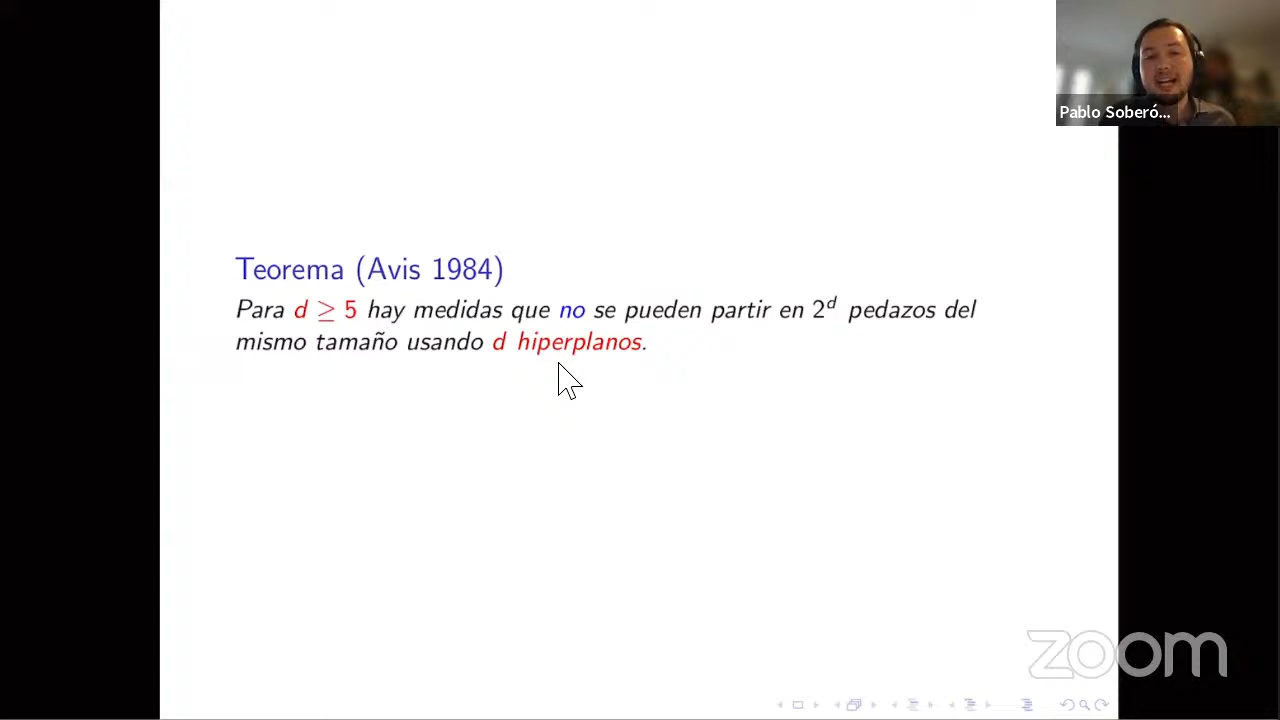 Pablo Soberó...
Teorema (Avis 1984)
Para d ≥ 5 hay medidas que no se pueden partir en 2^d pedazos del
mismo tamaño usando d hiperplanos.
zoom